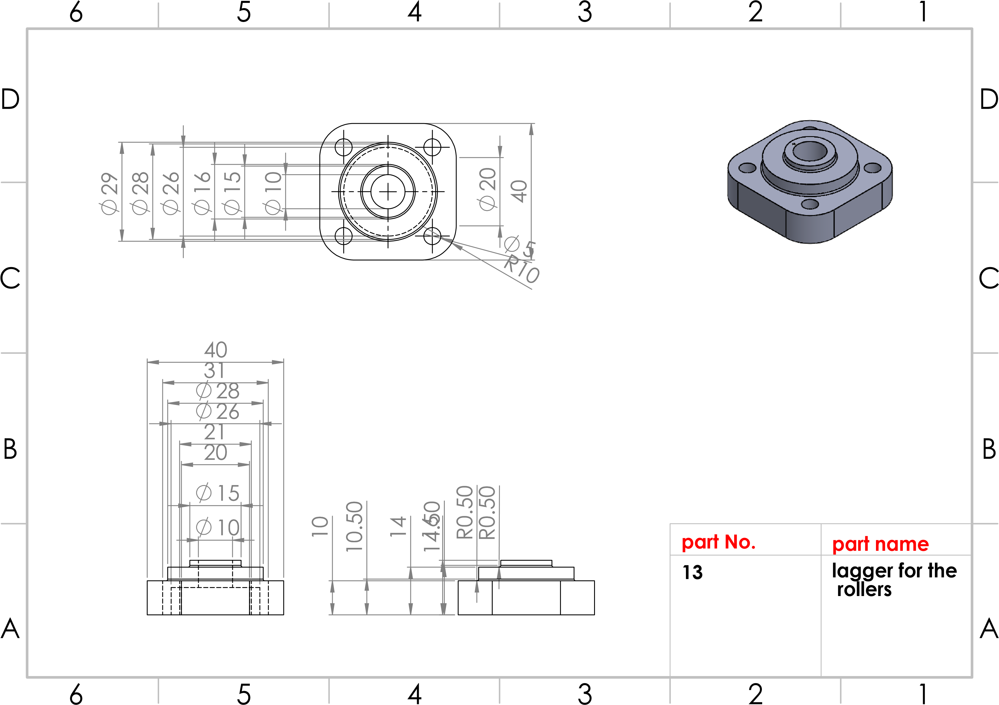 6 5 4 3 2 1
D D
⌀29 ⌀28 ⌀26 ⌀16 ⌀15 ⌀10 ⌀20 40
⌀5
R10
C C
40
31
⌀28
⌀26
21
20
⌀15
⌀10
B B
10 10.50 14 14.50 R0.50 R0.50
part No. part name
13 lagger for the
rollers
A A
6 5 4 3 2 1